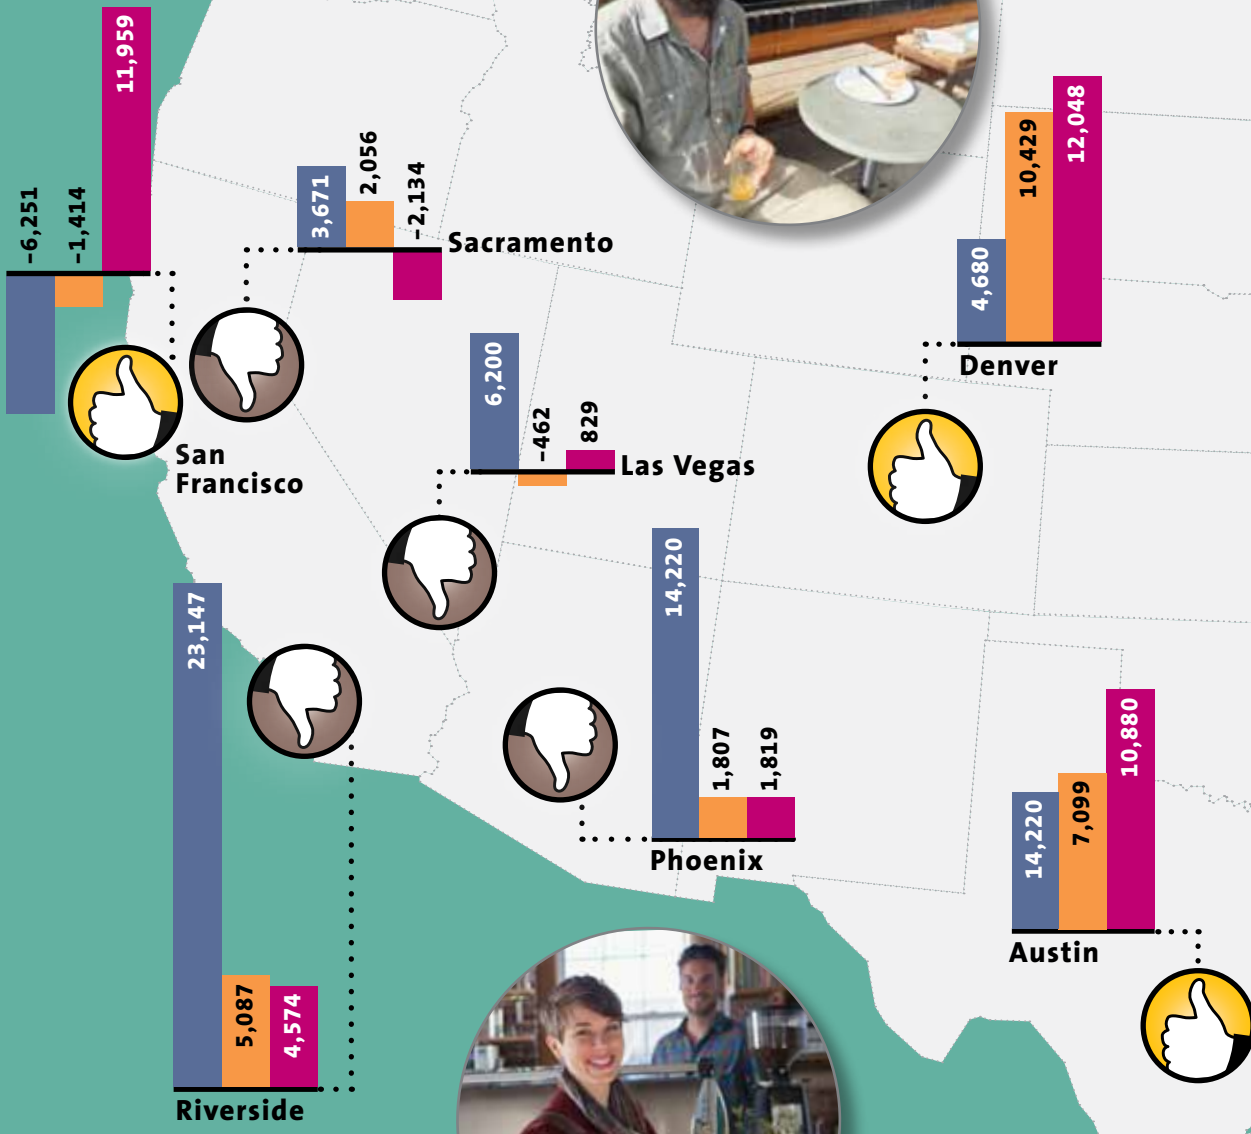 11,959
-6,251
-1,414
3,671
2,056
-2,134
Sacramento
San
Francisco
4,680
10,429
12,048
Denver
6,200
-462
829
Las Vegas
14,220
1,807
1,819
Phoenix
23,147
5,087
4,574
Riverside
14,220
7,099
10,880
Austin